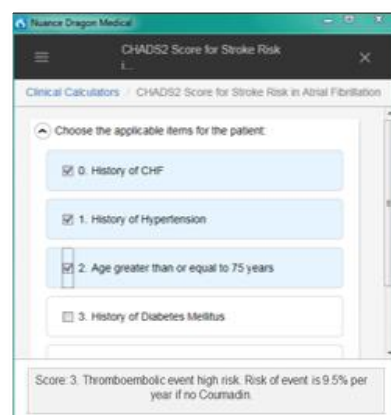 Nuance Dragon Medical
CHADS2 Score for Stroke Risk
i...
Clinical Calculators / CHADS2 Score for Stroke Risk in Atrial Fibrillation
Choose the applicable items for the patient:
0. History of CHF
1. History of Hypertension
2. Age greater than or equal to 75 years
3. History of Diabetes Mellitus
Score: 3. Thromboembolic event high risk. Risk of event is 9.5% per
year if no Coumadin.